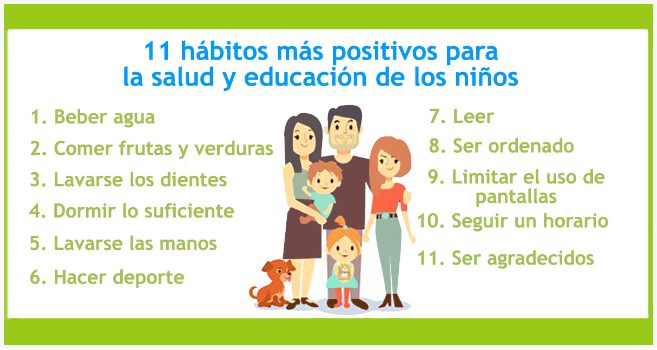 11 hábitos más positivos para
la salud y educación de los niños
1. Beber agua
2. Comer frutas y verduras
3. Lavarse los dientes
4. Dormir lo suficiente
5. Lavarse las manos
6. Hacer deporte
7. Leer
8. Ser ordenado
9. Limitar el uso de
pantallas
10. Seguir un horario
11. Ser agradecidos